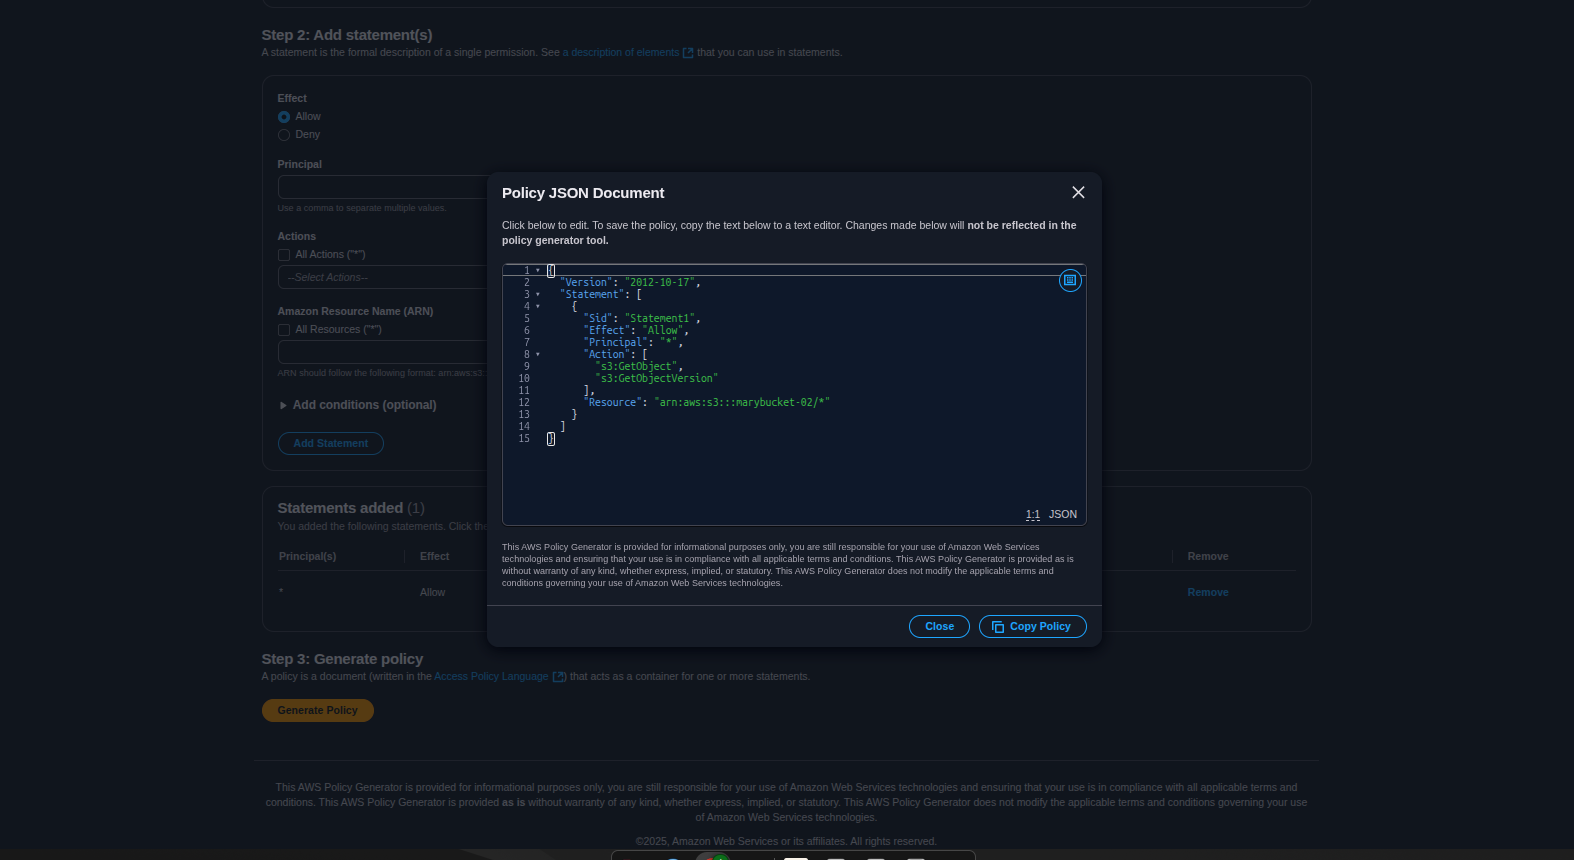 Step 2: Add statement(s)
A statement is the formal description of a single permission. See a description of elements that you can use in statements.
Effect
Allow
Deny
Principal
Use a comma to separate multiple values.
Actions
All Actions ("*")
--Select Actions--
Amazon Resource Name (ARN)
All Resources ("*")
ARN should follow the following format: arn:aws:s3:
Add conditions (optional)
Add Statement
Statements added (1)
You added the following statements. Click the
Principal(s) Effect Remove
* Allow Remove
Policy JSON Document
Click below to edit. To save the policy, copy the text below to a text editor. Changes made below will not be reflected in the
policy generator tool.
1 {
2 "Version": "2012-10-17",
3 "Statement": [
4 {
5 "Sid": "Statement1",
6 "Effect": "Allow",
7 "Principal": "*",
8 "Action": [
9 "s3:GetObject",
10 "s3:GetObjectVersion"
11 ],
12 "Resource": "arn:aws:s3:::marybucket-02/*"
13 }
14 ]
15 }
1:1 JSON
This AWS Policy Generator is provided for informational purposes only, you are still responsible for your use of Amazon Web Services
technologies and ensuring that your use is in compliance with all applicable terms and conditions. This AWS Policy Generator is provided as is
without warranty of any kind, whether express, implied, or statutory. This AWS Policy Generator does not modify the applicable terms and
conditions governing your use of Amazon Web Services technologies.
Close Copy Policy
Step 3: Generate policy
A policy is a document (written in the Access Policy Language ) that acts as a container for one or more statements.
Generate Policy
This AWS Policy Generator is provided for informational purposes only, you are still responsible for your use of Amazon Web Services technologies and ensuring that your use is in compliance with all applicable terms and
conditions. This AWS Policy Generator is provided as is without warranty of any kind, whether express, implied, or statutory. This AWS Policy Generator does not modify the applicable terms and conditions governing your use
of Amazon Web Services technologies.
©2025, Amazon Web Services or its affiliates. All rights reserved.